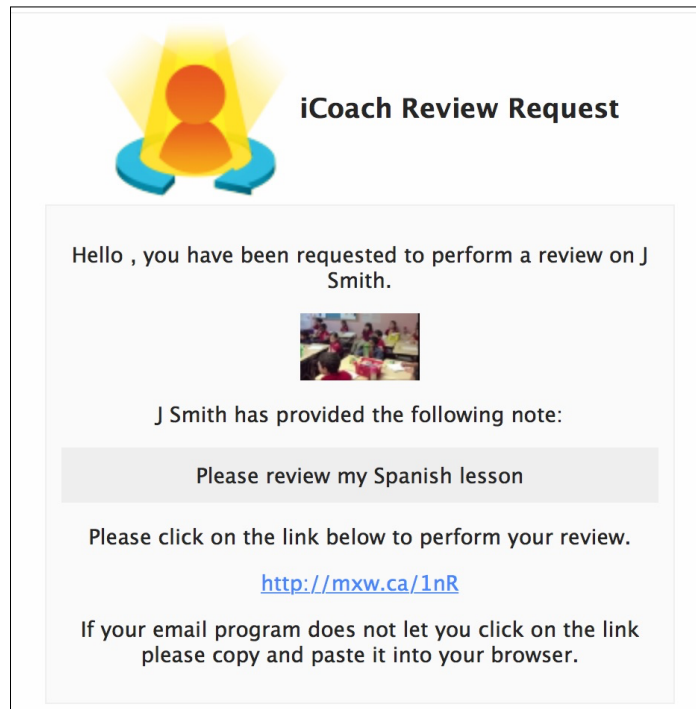 iCoach Review Request
Hello , you have been requested to perform a review on J
Smith.
J Smith has provided the following note:
Please review my Spanish lesson
Please click on the link below to perform your review.
http://mxw.ca/1nR
If your email program does not let you click on the link
please copy and paste it into your browser.